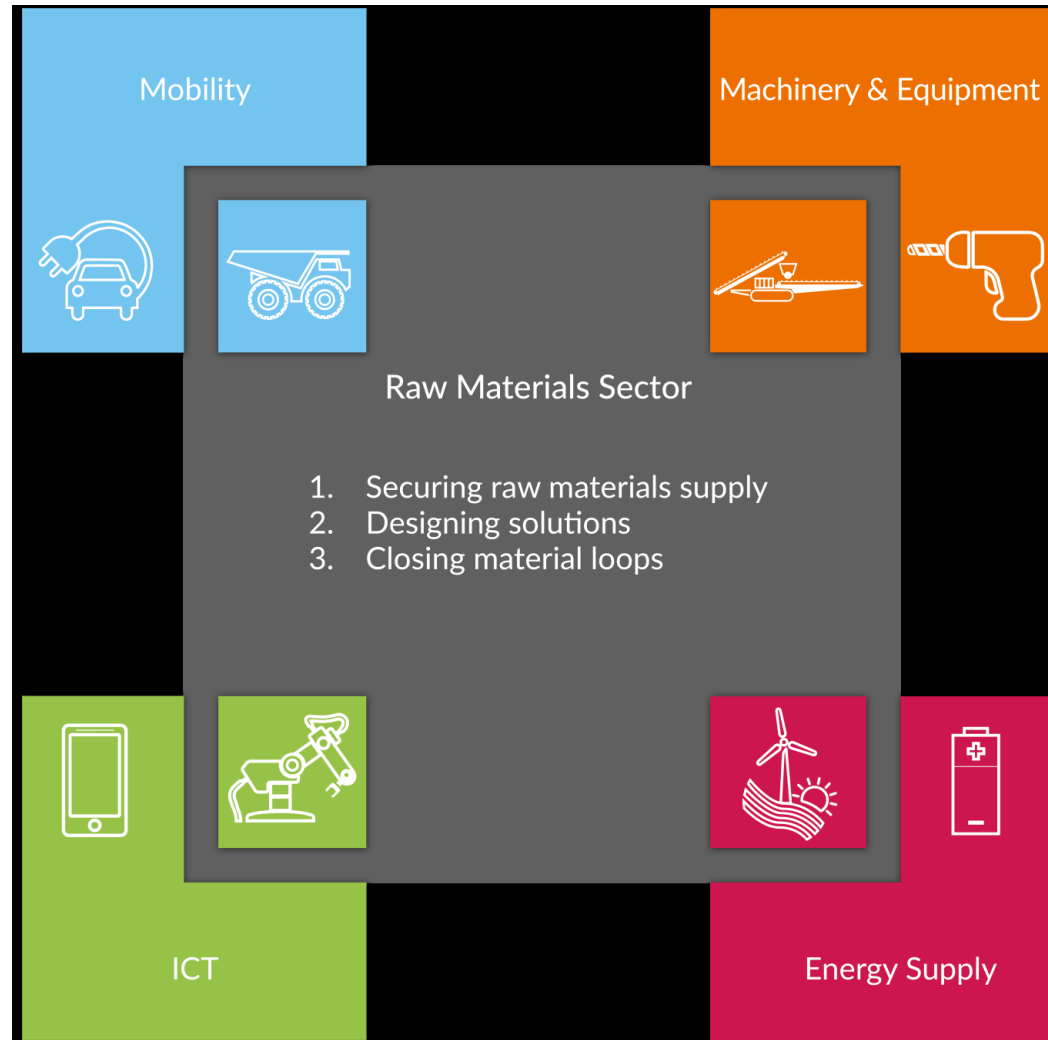 Mobility
Machinery & Equipment
Raw Materials Sector
1. Securing raw materials supply
2. Designing solutions
3. Closing material loops
ICT
Energy Supply